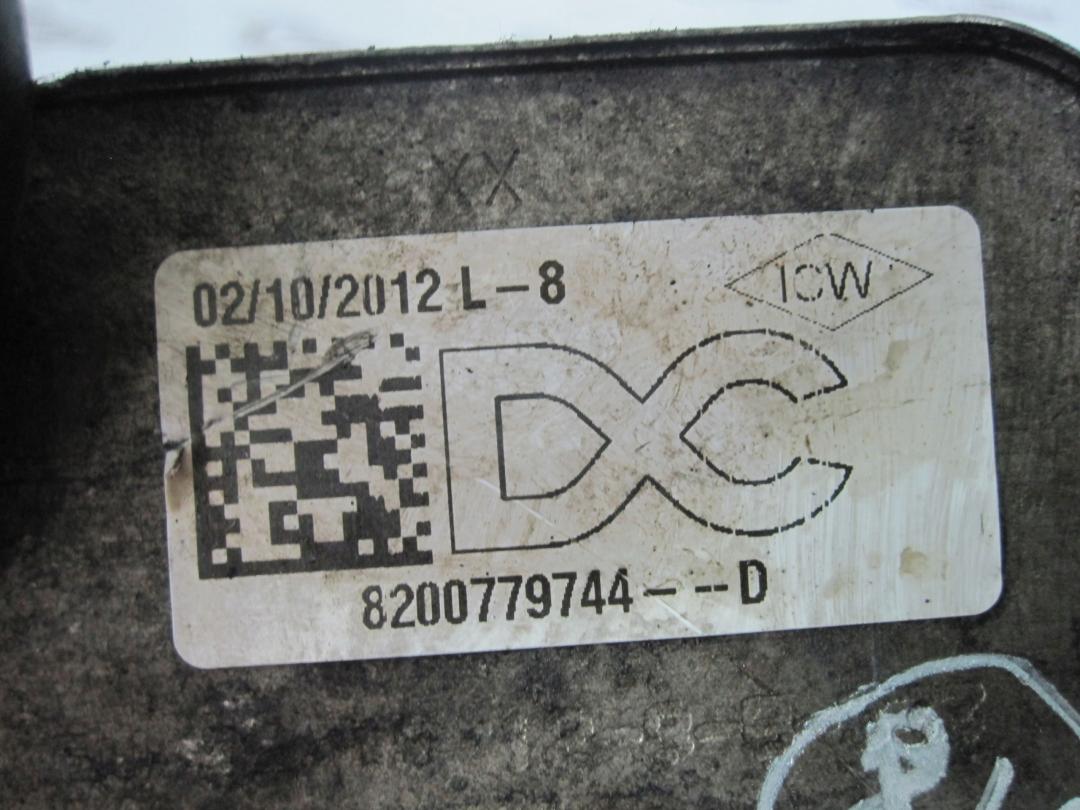 XX
02/10/2012 L-8
ICW
DC
8200779744---D